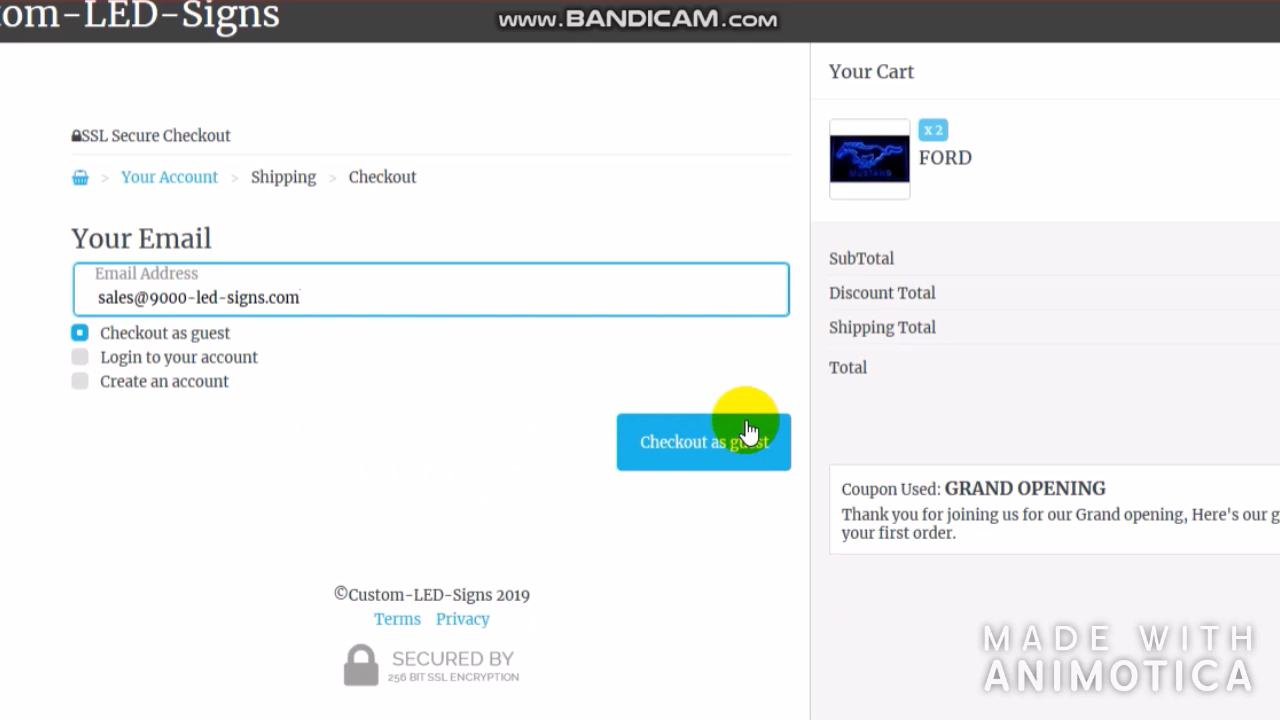 om-LED-Signs
www.BANDICAM.com
SSL Secure Checkout
> Your Account > Shipping > Checkout
Your Email
Email Address
sales@9000-led-signs.com
Checkout as guest
Login to your account
Create an account
Checkout as guest
©Custom-LED-Signs 2019
Terms Privacy
SECURED BY
256 BIT SSL ENCRYPTION
Your Cart
x 2
FORD
MUSTANG
SubTotal
Discount Total
Shipping Total
Total
Coupon Used: GRAND OPENING
Thank you for joining us for our Grand opening, Here's our g
your first order.
MADE WITH
ANIMOTICA